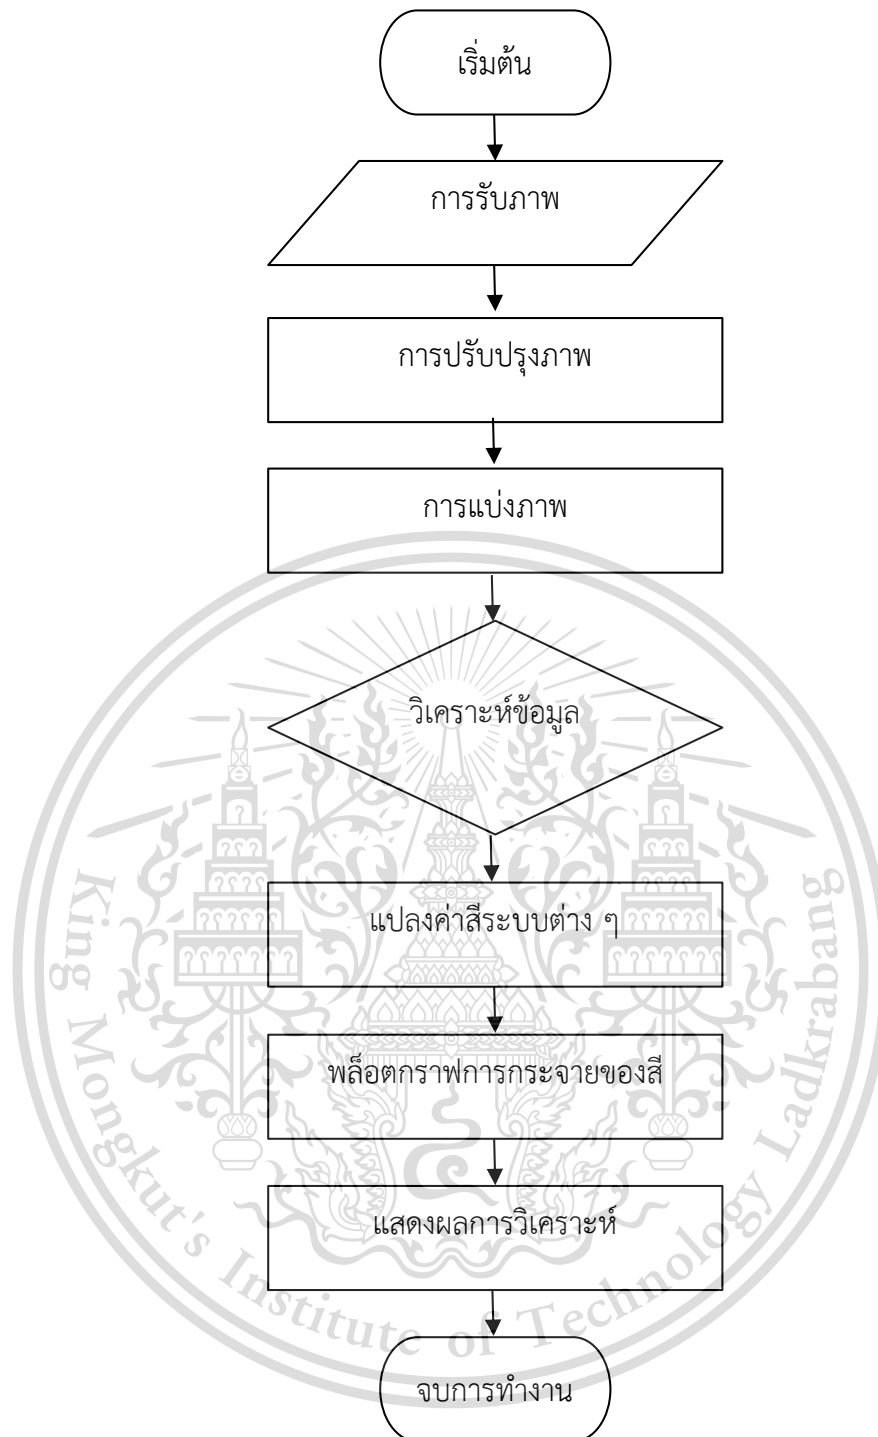 เริ่มต้น
การรับภาพ
การปรับปรุงภาพ
การแบ่งภาพ
วิเคราะห์ข้อมูล
แปลงค่าสีระบบต่าง ๆ
พล็อตกราฟการกระจายของสี
แสดงผลการวิเคราะห์
จบการทำงาน
King Mongkut's Institute of Technology Ladkrabang